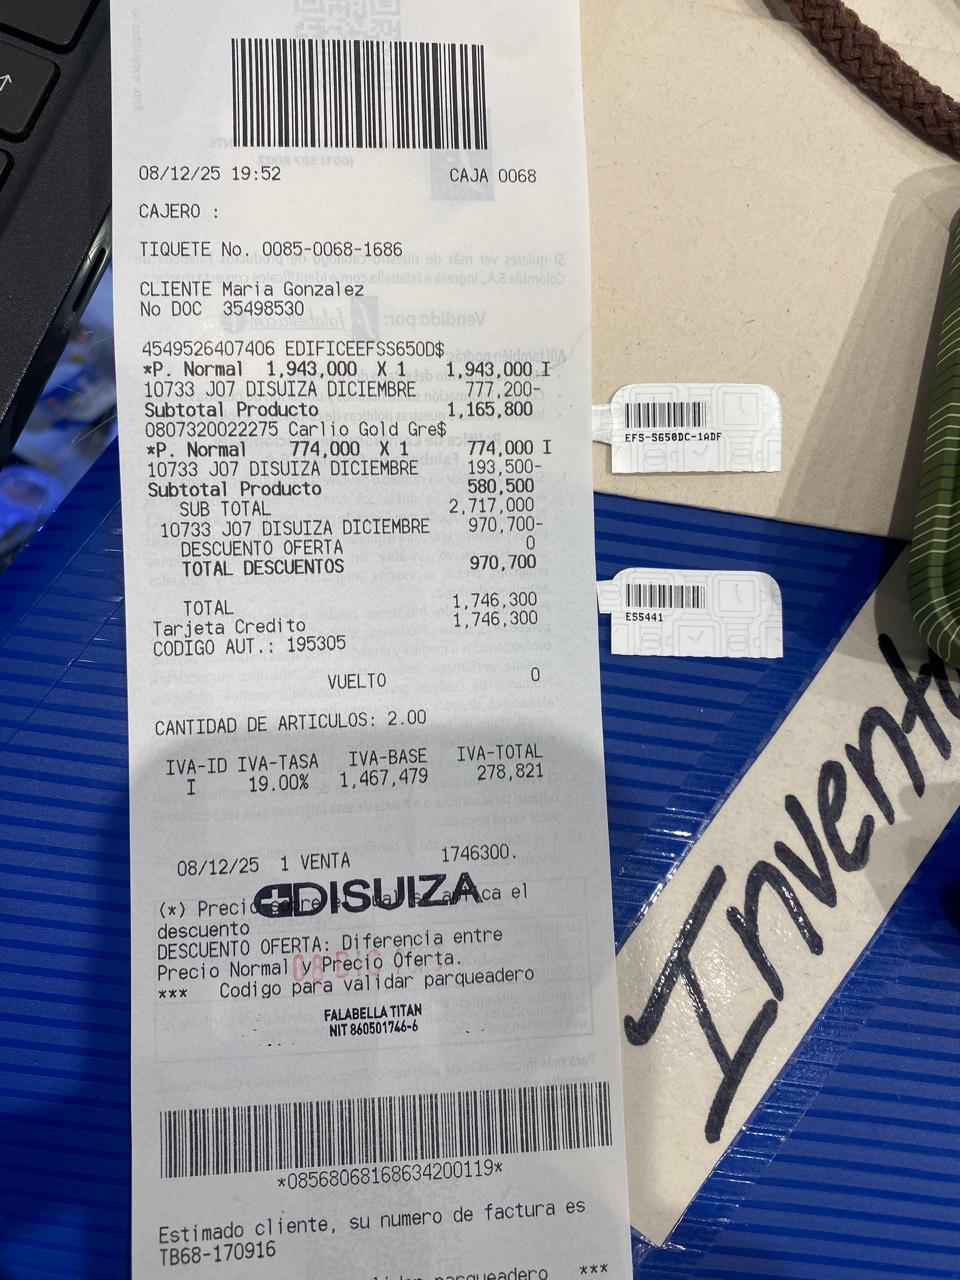 08/12/25 19:52 CAJA 0068
CAJERO :
TIQUETE No. 0085-0068-1686
CLIENTE Maria Gonzalez
No DOC 35498530
4549526407406 EDIFICEEFSS650D$
*P. Normal 1,943,000 X 1 1,943,000 I
10733 J07 DISUIZA DICIEMBRE 777,200-
Subtotal Producto 1,165,800
0807320022275 Carlio Gold Gre$
*P. Normal 774,000 X 1 774,000 I
10733 J07 DISUIZA DICIEMBRE 193,500-
Subtotal Producto 580,500
SUB TOTAL 2,717,000
10733 J07 DISUIZA DICIEMBRE 970,700-
DESCUENTO OFERTA 0
TOTAL DESCUENTOS 970,700
TOTAL 1,746,300
Tarjeta Credito 1,746,300
CODIGO AUT.: 195305
VUELTO 0
CANTIDAD DE ARTICULOS: 2.00
IVA-ID IVA-TASA IVA-BASE IVA-TOTAL
I 19.00% 1,467,479 278,821
08/12/25 1 VENTA 1746300.
DISUIZA
(*) Precio el
descuento
DESCUENTO OFERTA: Diferencia entre
Precio Normal y Precio Oferta.
*** Codigo para validar parqueadero
FALABELLA TITAN
NIT 860501746-6
*08568068168634200119*
Estimado cliente, su numero de factura es
TB68-170916
parqueadero ***
EFS-S650DC-1ADF
ES5441
Invent